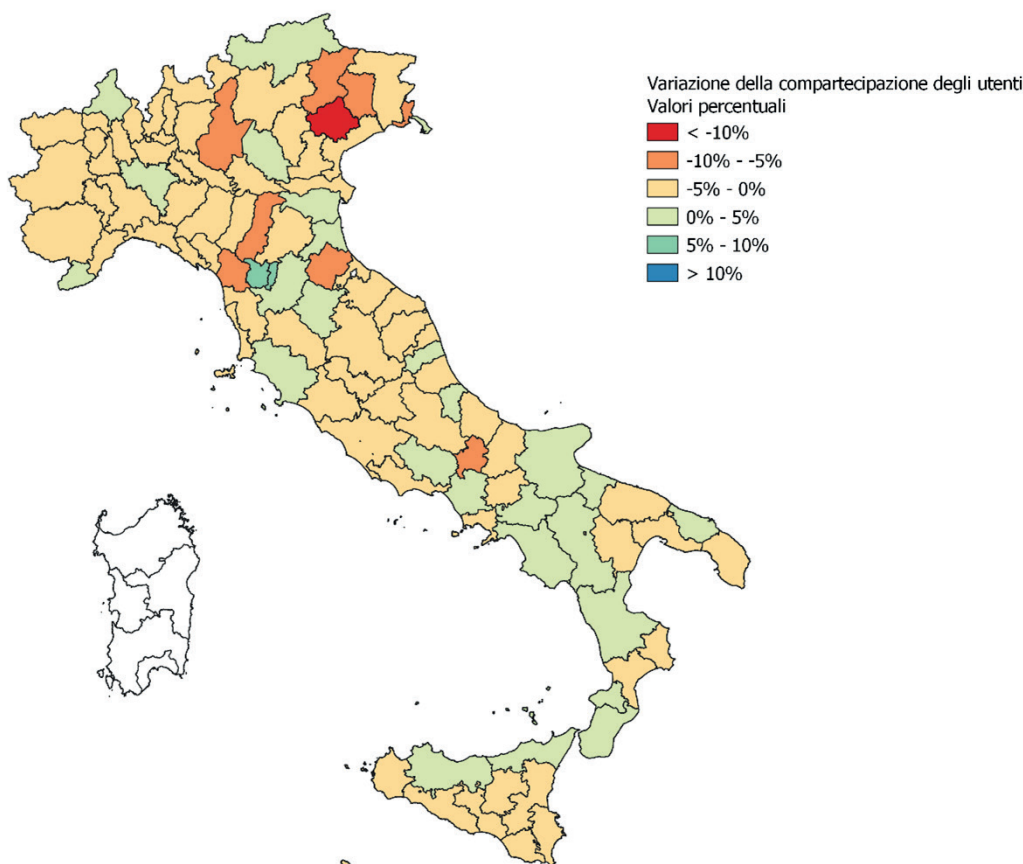 Variazione della compartecipazione degli utenti
Valori percentuali
< -10%
-10% - -5%
-5% - 0%
0% - 5%
5% - 10%
> 10%